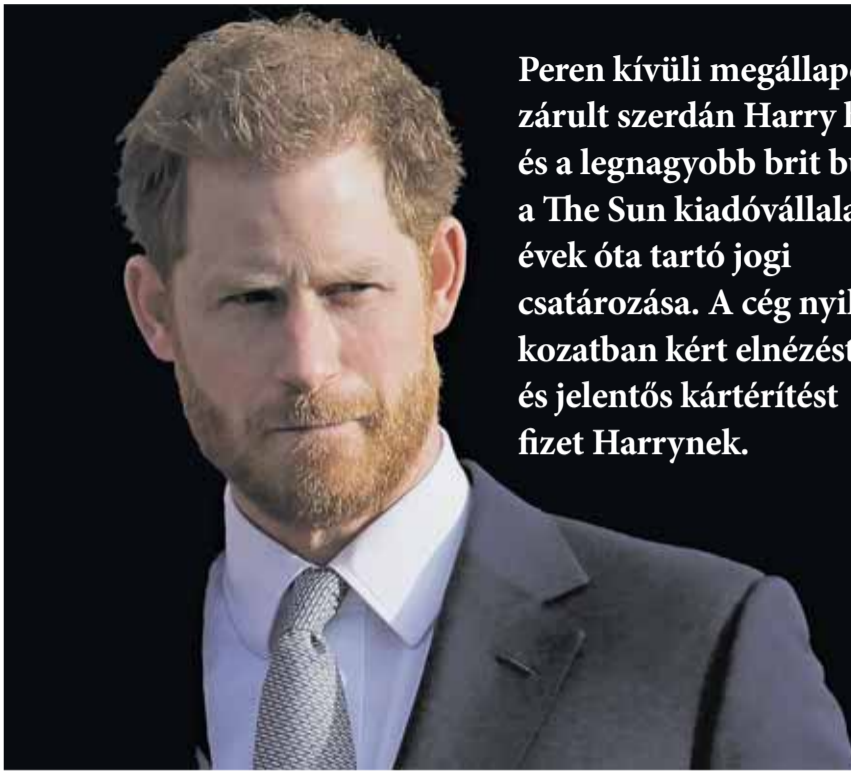 Peren kívüli megállap
zárult szerdán Harry
és a legnagyobb brit
a The Sun kiadóvállala
évek óta tartó jogi
csatározása. A cég nyil
kozatban kért elnézést
és jelentős kártérítést
fizet Harrynek.